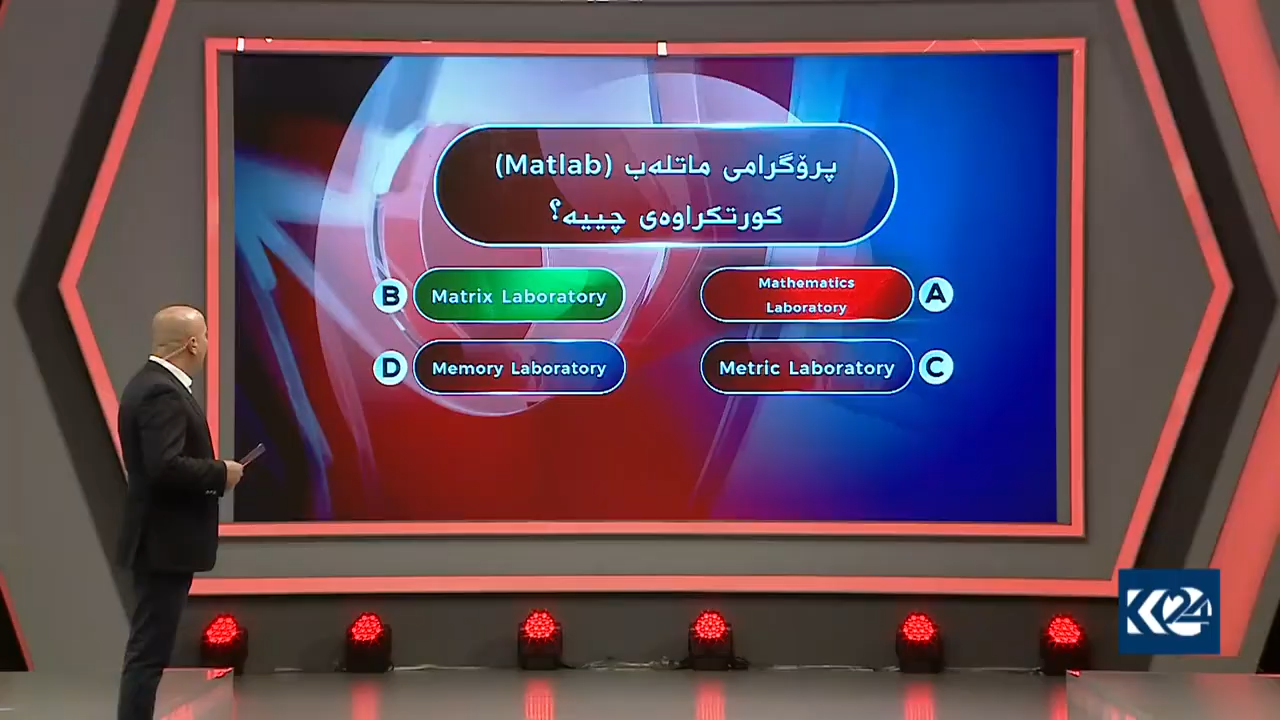 پرۆگرامی ماتلەب (Matlab)
کورتکراوەی چییە؟
A Mathematics
Laboratory
B Matrix Laboratory
C Metric Laboratory
D Memory Laboratory
K24